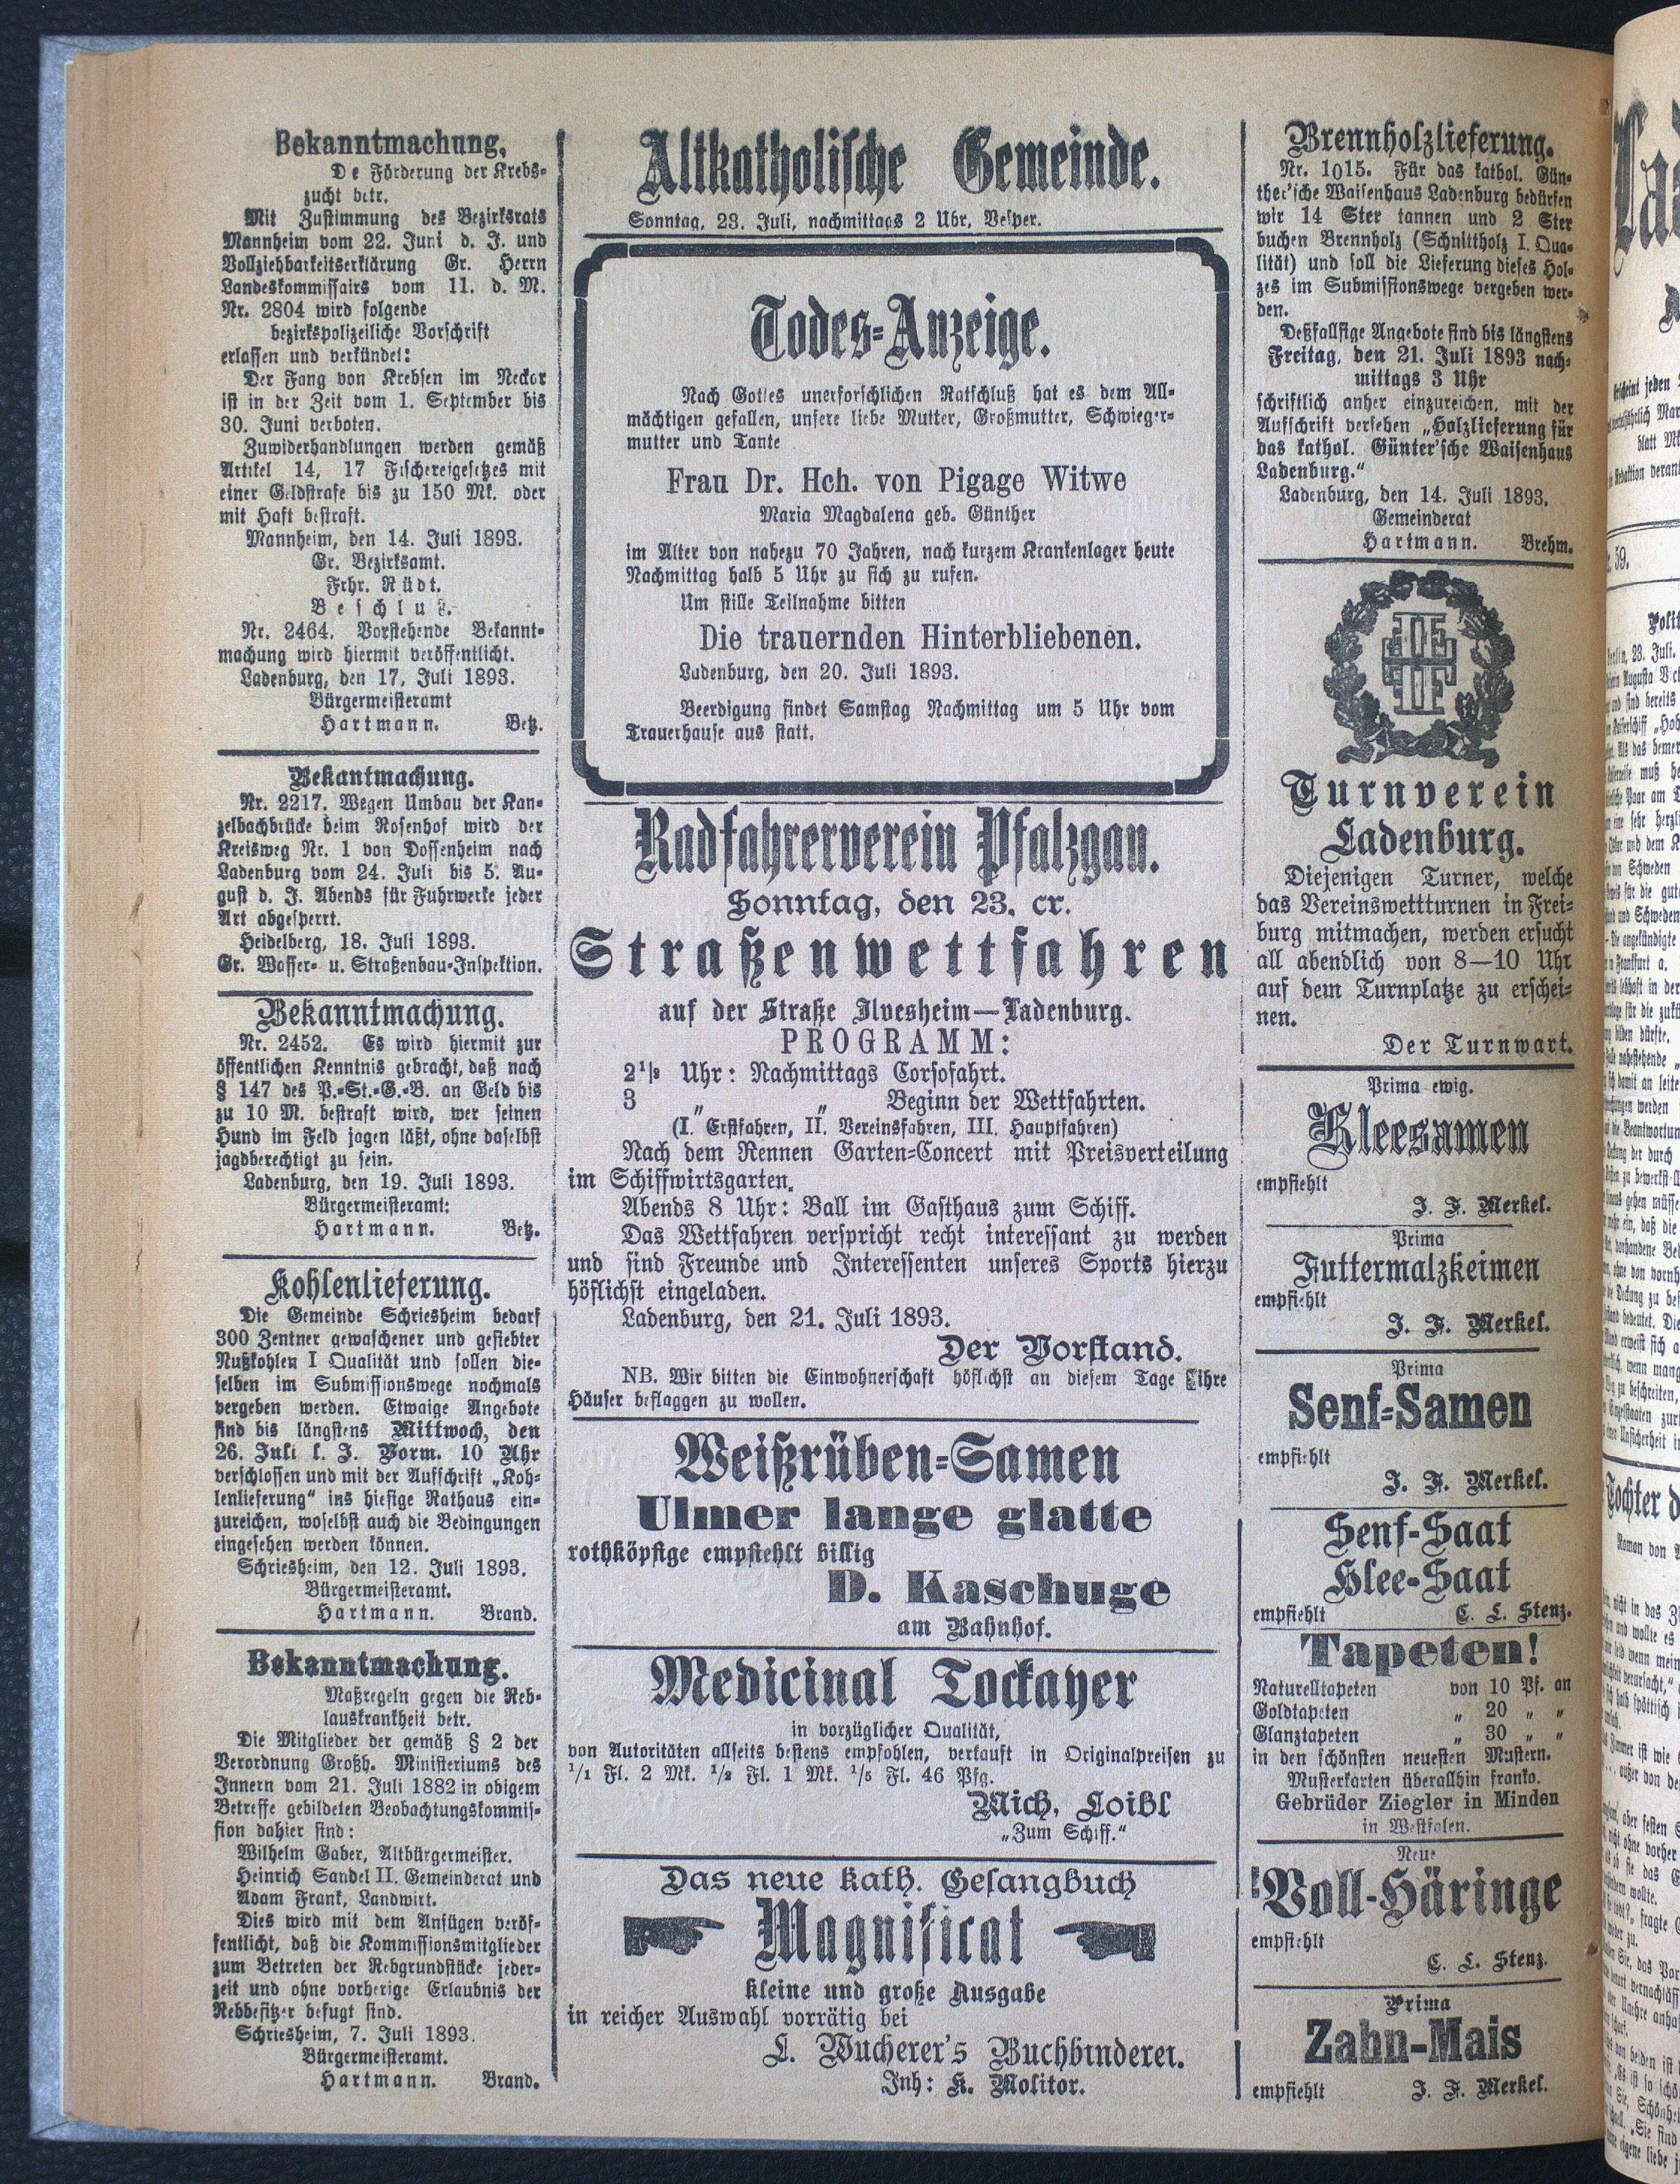 Bekanntmachung,
De Förderung der Krebs-
zucht betr.
Mit Zustimmung des Bezirksrats
Mannheim vom 22. Juni d. J. und
Vollziehbarkeitserklärung Gr. Herrn
Landeskommissairs vom 11. d. M.
Nr. 2804 wird folgende
bezirkspolizeiliche Vorschrift
erlassen und verkündet:
Der Fang von Krebsen im Neckar
ist in der Zeit vom 1. September bis
30. Juni verboten.
Zuwiderhandlungen werden gemäß
Artikel 14, 17 Fischereigesetzes mit
einer Geldstrafe bis zu 150 Mk. oder
mit Haft bestraft.
Mannheim, den 14. Juli 1893.
Gr. Bezirksamt.
Frhr. Rüdt.
Beschluß.
Nr. 2464. Vorstehende Bekannt-
machung wird hiermit veröffentlicht.
Ladenburg, den 17. Juli 1893.
Bürgermeisteramt
Hartmann. Betz.
Bekantmachung.
Nr. 2217. Wegen Umbau der Kan-
zelbachbrücke beim Rosenhof wird der
Kreisweg Nr. 1 von Dossenheim nach
Ladenburg vom 24. Juli bis 5. Au-
gust d. J. Abends für Fuhrwerke jeder
Art abgesperrt.
Heidelberg, 18. Juli 1893.
Gr. Wasser- u. Straßenbau-Inspektion.
Bekanntmachung.
Nr. 2452. Es wird hiermit zur
öffentlichen Kenntnis gebracht, daß nach
§ 147 des P.-St.-G.-B. an Geld bis
zu 10 M. bestraft wird, wer seinen
Hund im Feld jagen läßt, ohne daselbst
jagdberechtigt zu sein.
Ladenburg, den 19. Juli 1893.
Bürgermeisteramt:
Hartmann. Betz.
Kohlenlieferung.
Die Gemeinde Schriesheim bedarf
300 Zentner gewaschener und gesiebter
Nußkohlen I Qualität und sollen die-
selben im Submissionswege nochmals
vergeben werden. Etwaige Angebote
sind bis längstens Mittwoch, den
26. Juli l. J. Vorm. 10 Uhr
verschlossen und mit der Aufschrift „Koh-
lenlieferung“ ins hiesige Rathaus ein-
zureichen, woselbst auch die Bedingungen
eingesehen werden können.
Schriesheim, den 12. Juli 1893.
Bürgermeisteramt.
Hartmann. Brand.
Bekanntmachung.
Maßregeln gegen die Reb-
lauskrankheit betr.
Die Mitglieder der gemäß § 2 der
Verordnung Großh. Ministeriums des
Innern vom 21. Juli 1882 in obigem
Betreffe gebildeten Beobachtungskommis-
sion dahier sind:
Wilhelm Gaber, Altbürgermeister.
Heinrich Sandel II. Gemeinderat und
Adam Frank, Landwirt.
Dies wird mit dem Anfügen veröf-
fentlicht, daß die Kommissionsmitglieder
zum Betreten der Rebgrundstücke jeder-
zeit und ohne vorherige Erlaubnis der
Rebbesitzer befugt sind.
Schriesheim, 7. Juli 1893.
Bürgermeisteramt.
Hartmann. Brand.
Altkatholische Gemeinde.
Sonntag, 23. Juli, nachmittags 2 Uhr, Vesper.
Todes-Anzeige.
Nach Gottes unerforschlichen Ratschluß hat es dem All-
mächtigen gefallen, unsere liebe Mutter, Großmutter, Schwieger-
mutter und Tante
Frau Dr. Hch. von Pigage Witwe
Maria Magdalena geb. Günther
im Alter von nahezu 70 Jahren, nach kurzem Krankenlager heute
Nachmittag halb 5 Uhr zu sich zu rufen.
Um stille Teilnahme bitten
Die trauernden Hinterbliebenen.
Ladenburg, den 20. Juli 1893.
Beerdigung findet Samstag Nachmittag um 5 Uhr vom
Trauerhause aus statt.
Radfahrerverein Pfalzgau.
Sonntag, den 23. cr.
Straßenwettfahren
auf der Straße Ilvesheim—Ladenburg.
PROGRAMM:
2½ Uhr: Nachmittags Corsofahrt.
3 „ „ Beginn der Wettfahrten.
(I. Erstfahren, II. Vereinsfahren, III. Hauptfahren)
Nach dem Rennen Garten-Concert mit Preisverteilung
im Schiffwirtsgarten.
Abends 8 Uhr: Ball im Gasthaus zum Schiff.
Das Wettfahren verspricht recht interessant zu werden
und sind Freunde und Interessenten unseres Sports hierzu
höflichst eingeladen.
Ladenburg, den 21. Juli 1893.
Der Vorstand.
NB. Wir bitten die Einwohnerschaft höflichst an diesem Tage ihre
Häuser beflaggen zu wollen.
Weißrüben-Samen
Ulmer lange glatte
rothköpfige empfiehlt billig
D. Kaschuge
am Bahnhof.
Medicinal Tockayer
in vorzüglicher Qualität,
von Autoritäten allseits bestens empfohlen, verkauft in Originalpreisen zu
1/1 Fl. 2 Mk. 1/2 Fl. 1 Mk. 1/5 Fl. 46 Pfg.
Mich. Loibl
„Zum Schiff.“
Das neue kath. Gesangbuch
Magnificat
kleine und große Ausgabe
in reicher Auswahl vorrätig bei
L. Wucherer's Buchbinderei.
Inh: K. Molitor.
Brennholzlieferung.
Nr. 1015. Für das kathol. Gün-
ther'sche Waisenhaus Ladenburg bedürfen
wir 14 Ster tannen und 2 Ster
buchen Brennholz (Schnittholz I. Qua-
lität) und soll die Lieferung dieses Hol-
zes im Submissionswege vergeben wer-
den.
Deßfallsige Angebote sind bis längstens
Freitag, den 21. Juli 1893 nach-
mittags 3 Uhr
schriftlich anher einzureichen, mit der
Aufschrift versehen „Holzlieferung für
das kathol. Günter'sche Waisenhaus
Ladenburg.“
Ladenburg, den 14. Juli 1893.
Gemeinderat
Hartmann. Brehm.
Turnverein
Ladenburg.
Diejenigen Turner, welche
das Vereinswettturnen in Frei-
burg mitmachen, werden ersucht
all abendlich von 8—10 Uhr
auf dem Turnplatze zu erschei-
nen.
Der Turnwart.
Prima ewig.
Kleesamen
empfiehlt
J. F. Merkel.
Prima
Futtermalzkeimen
empfiehlt
J. F. Merkel.
Prima
Senf-Samen
empfiehlt
J. F. Merkel.
Senf-Saat
Klee-Saat
empfiehlt C. L. Stenz.
Tapeten!
Naturelltapeten von 10 Pf. an
Goldtapeten „ 20 „ „
Glanztapeten „ 30 „ „
in den schönsten neuesten Mustern.
Musterkarten überallhin franko.
Gebrüder Ziegler in Minden
in Westfalen.
Neue
Voll-Häringe
empfiehlt
C. L. Stenz.
Prima
Zahn-Mais
empfiehlt J. F. Merkel.